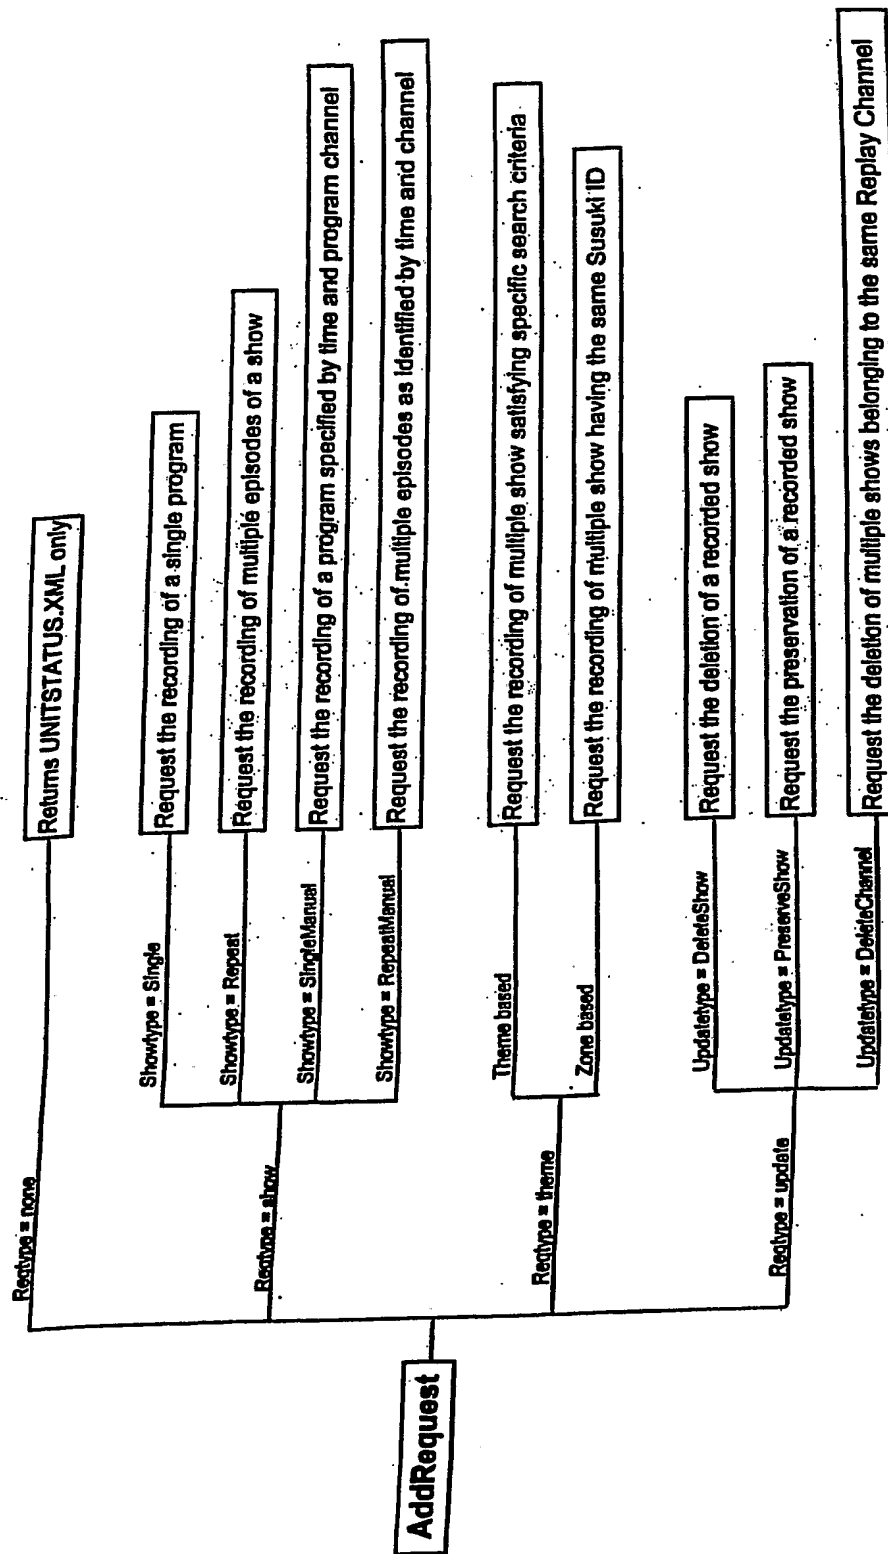 AddRequest
Reqtype = none
Returns UNITSTATUS.XML only
Reqtype = show
Showtype = Single
Request the recording of a single program
Showtype = Repeat
Request the recording of multiple episodes of a show
Showtype = SingleManual
Request the recording of a program specified by time and program channel
Showtype = RepeatManual
Request the recording of multiple episodes as identified by time and channel
Reqtype = theme
Theme based
Request the recording of multiple show satisfying specific search criteria
Zone based
Request the recording of multiple show having the same Susuki ID
Reqtype = update
Updatetype = DeleteShow
Request the deletion of a recorded show
Updatetype = PreserveShow
Request the preservation of a recorded show
Updatetype = DeleteChannel
Request the deletion of multiple shows belonging to the same Replay Channel